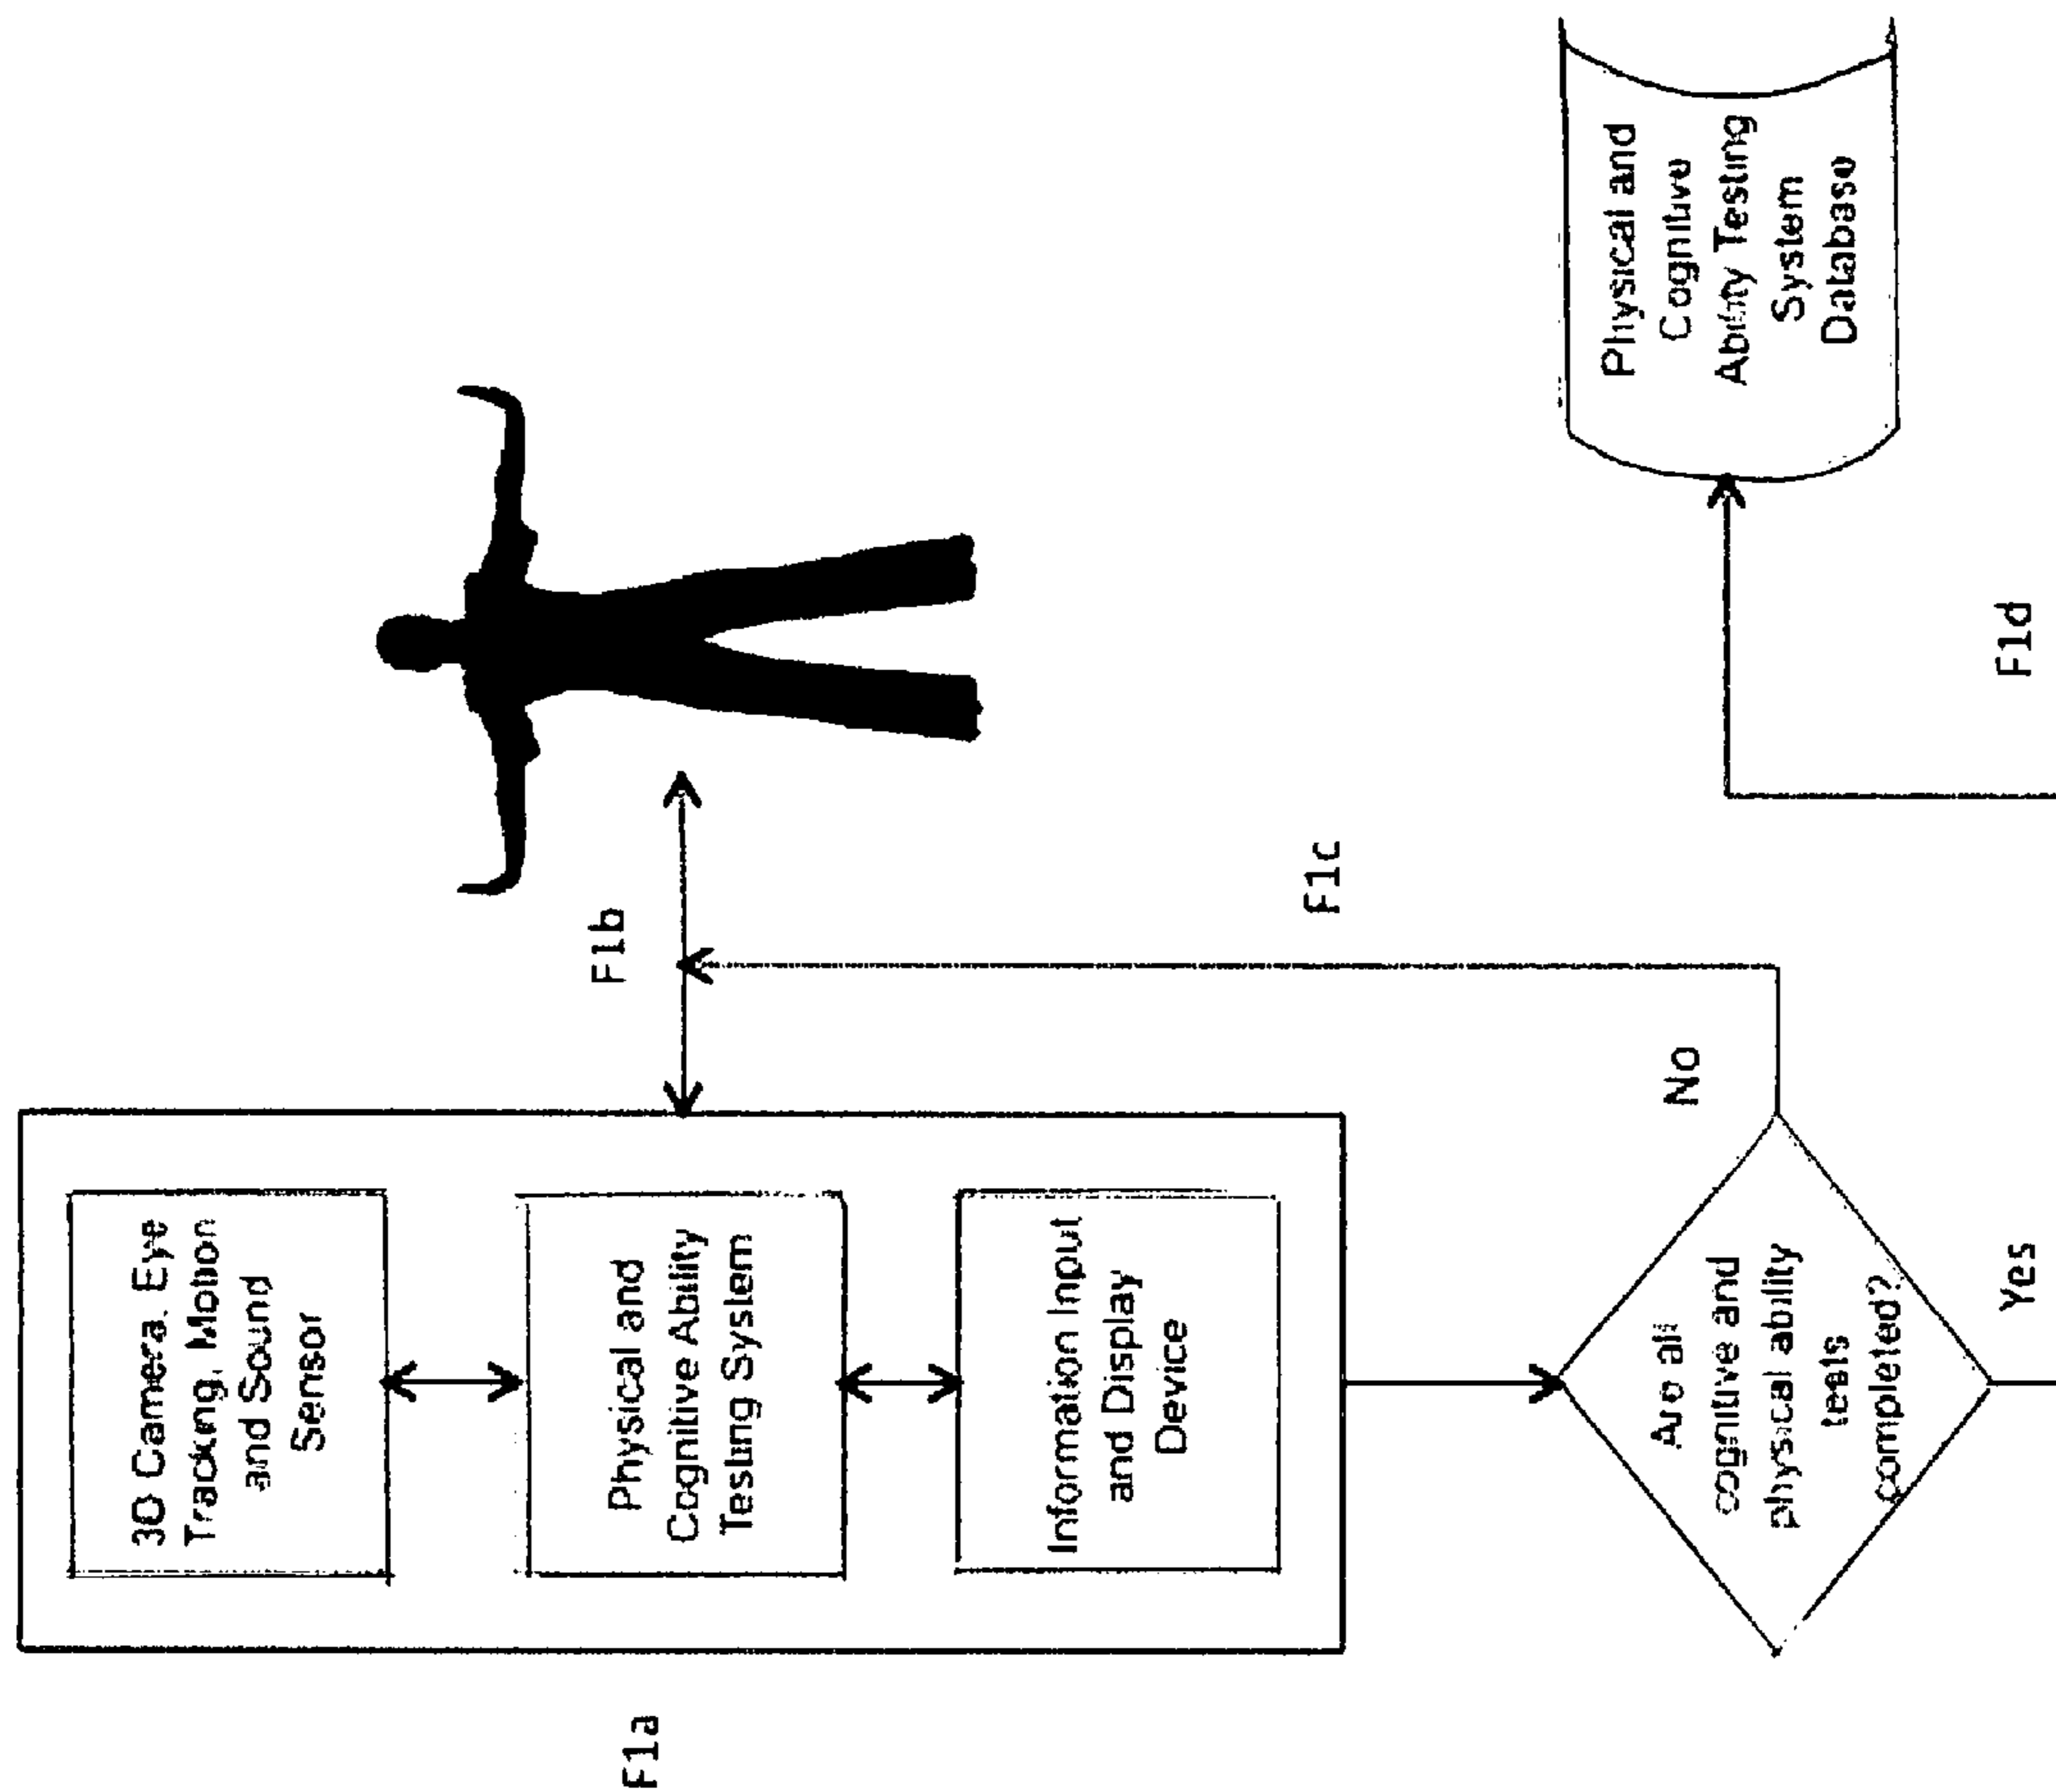 F1a
3D Camera, Eye
Tracking, Motion
and Sound
Sensor
Physical and
Cognitive Ability
Testing System
Information Input
and Display
Device
F1b
F1c
Are all
cognitive and
physical ability
tests
completed?
No
Yes
F1d
Physical and
Cognitive
Ability Testing
System
Database